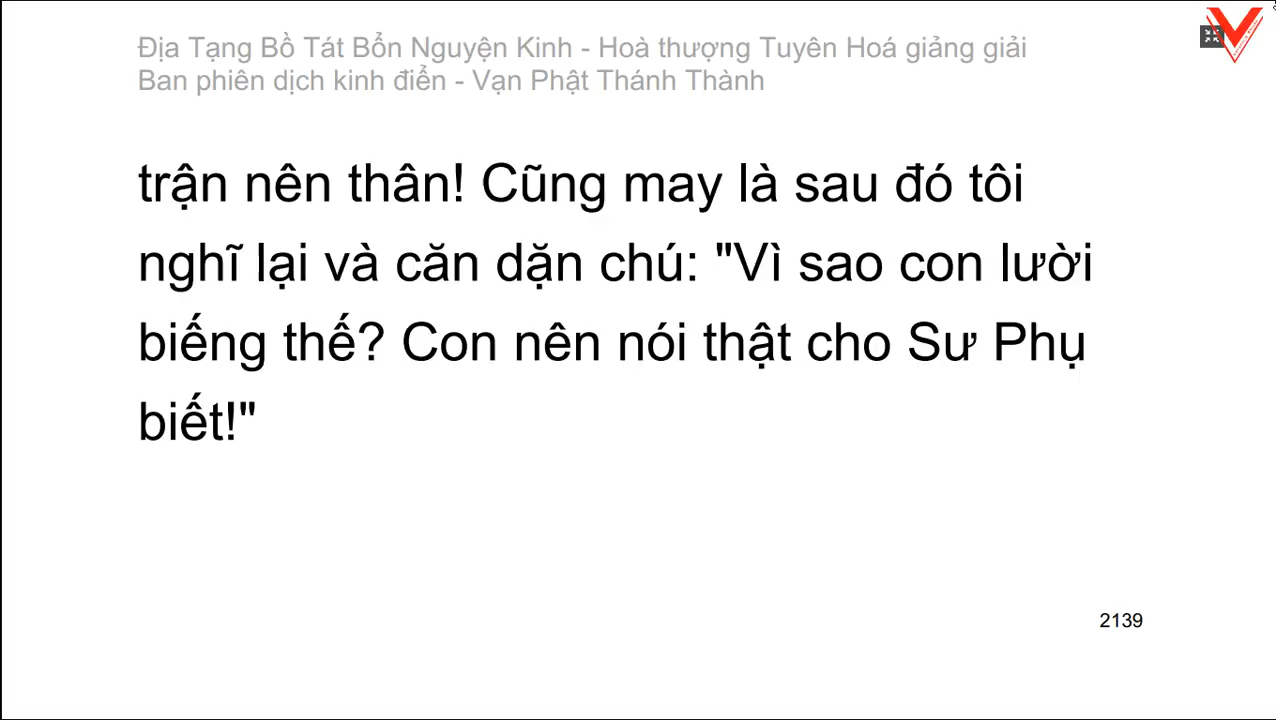 Địa Tạng Bồ Tát Bổn Nguyện Kinh - Hoà thượng Tuyên Hoá giảng giải
Ban phiên dịch kinh điển - Vạn Phật Thánh Thành
trận nên thân! Cũng may là sau đó tôi
nghĩ lại và căn dặn chú: "Vì sao con lười
biếng thế? Con nên nói thật cho Sư Phụ
biết!"
2139